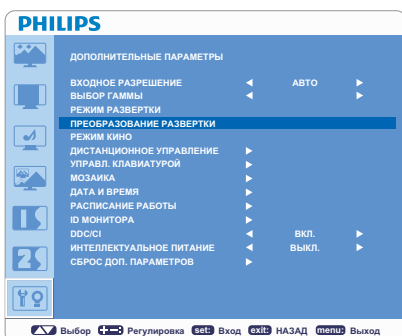 PHILIPS
ДОПОЛНИТЕЛЬНЫЕ ПАРАМЕТРЫ
ВХОДНОЕ РАЗРЕШЕНИЕ АВТО
ВЫБОР ГАММЫ
РЕЖИМ РАЗВЕРТКИ
ПРЕОБРАЗОВАНИЕ РАЗВЕРТКИ
РЕЖИМ КИНО
ДИСТАНЦИОННОЕ УПРАВЛЕНИЕ
УПРАВЛ. КЛАВИАТУРОЙ
МОЗАИКА
ДАТА И ВРЕМЯ
РАСПИСАНИЕ РАБОТЫ
ID МОНИТОРА
DDC/CI ВКЛ.
ИНТЕЛЛЕКТУАЛЬНОЕ ПИТАНИЕ ВЫКЛ.
СБРОС ДОП. ПАРАМЕТРОВ
Выбор Регулировка set: Вход exit: НАЗАД menu: Выход